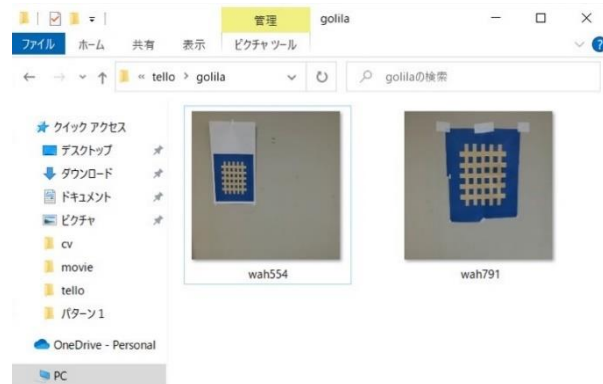 管理
golila
ファイル
ホーム
共有
表示
ピクチャ ツール
« tello > golila
golilaの検索
クイック アクセス
デスクトップ
ダウンロード
ドキュメント
ピクチャ
cv
movie
tello
パターン1
OneDrive - Personal
PC
wah554
wah791